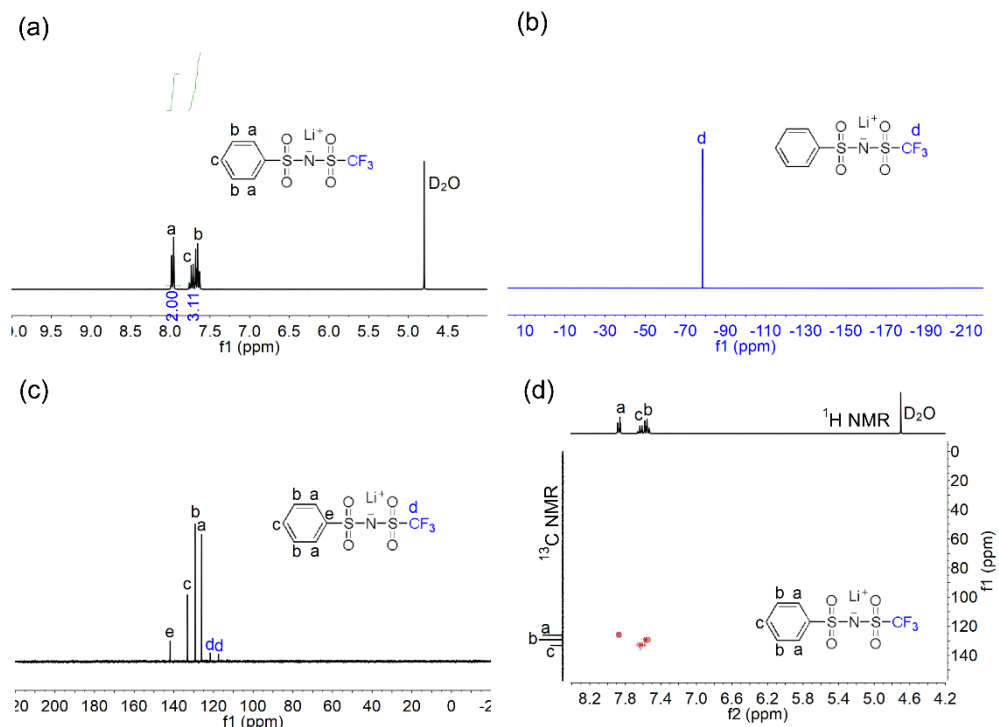 (a)
b a
Li⁺
O O
c S N⁻ S CF₃
b a O O
D₂O
a
c b
2.00
3.11
0.0 9.5 9.0 8.5 8.0 7.5 7.0 6.5 6.0 5.5 5.0 4.5
f1 (ppm)
(b)
d
Li⁺
O O d
S N⁻ S CF₃
O O
10 -10 -30 -50 -70 -90 -110 -130 -150 -170 -190 -210
f1 (ppm)
(c)
b a Li⁺
O O d
c e S N⁻ S CF₃
b a O O
b
a
c
e
dd
220 200 180 160 140 120 100 80 60 40 20 0 -2
f1 (ppm)
(d)
a
c b
¹H NMR
D₂O
¹³C NMR
a
b
c
b a Li⁺
O O
c S N⁻ S CF₃
b a O O
0
20
40
60
80
100
120
140
f1 (ppm)
8.2 7.8 7.4 7.0 6.6 6.2 5.8 5.4 5.0 4.6 4.2
f2 (ppm)